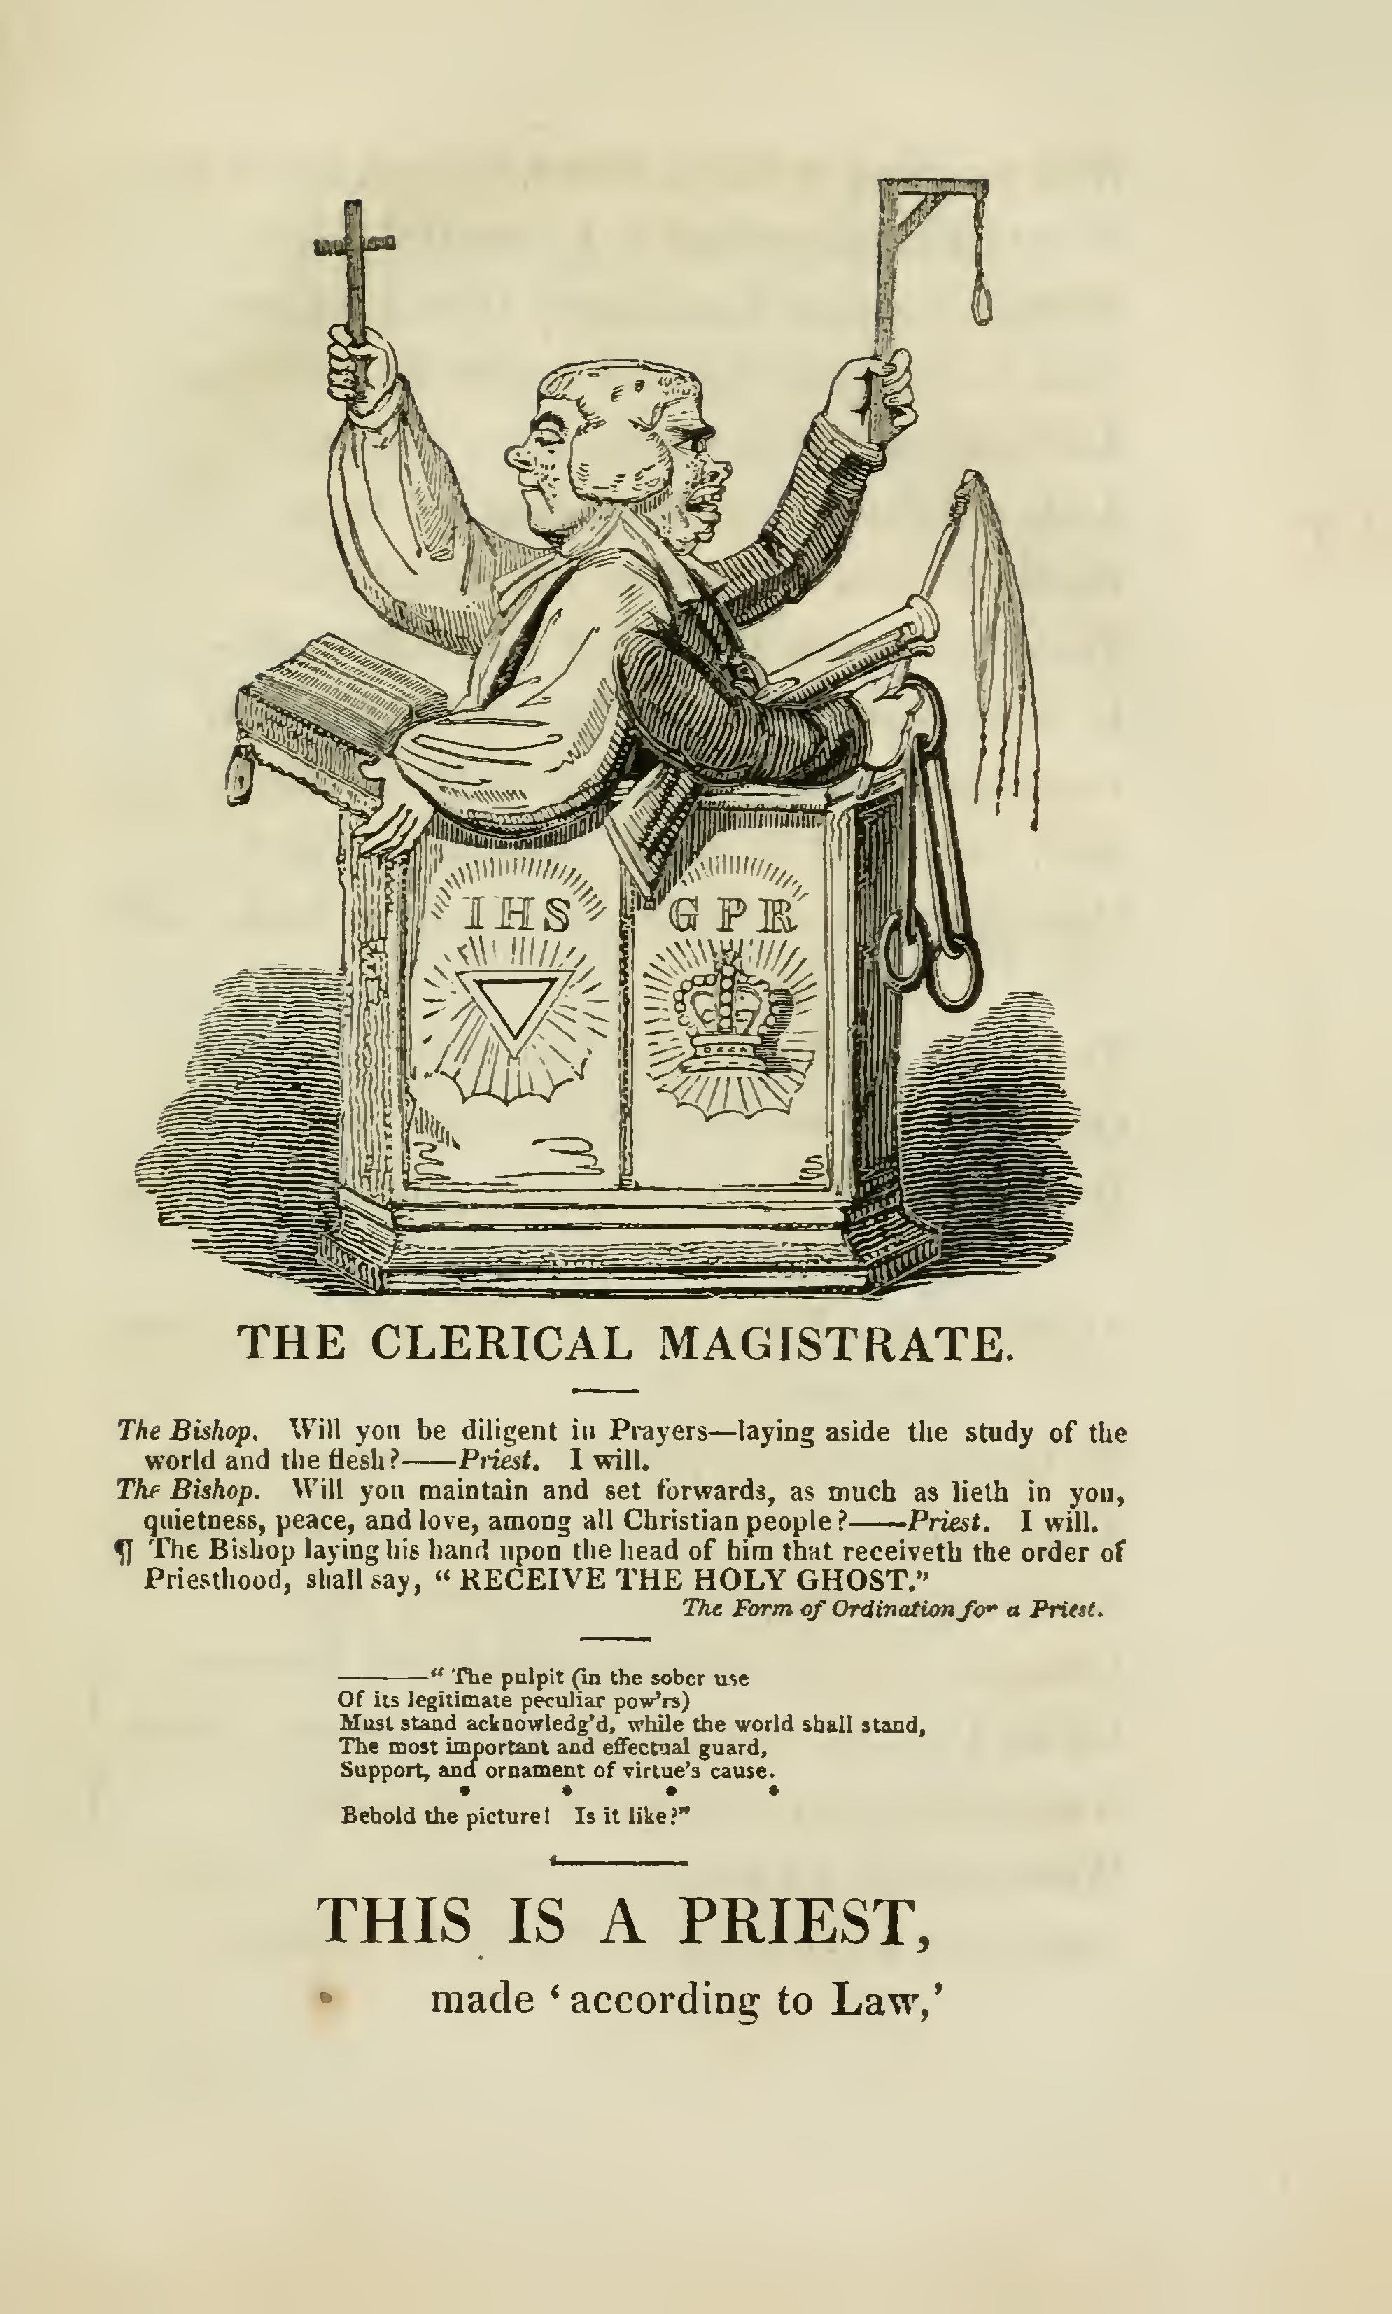 IHS
GPR
THE CLERICAL MAGISTRATE.
The Bishop. Will you be diligent in Prayers—laying aside the study of the
world and the flesh?——Priest. I will.
The Bishop. Will you maintain and set forwards, as much as lieth in you,
quietness, peace, and love, among all Christian people?——Priest. I will.
¶ The Bishop laying his hand upon the head of him that receiveth the order of
Priesthood, shall say, “ RECEIVE THE HOLY GHOST.”
The Form of Ordination for a Priest.
———“ The pulpit (in the sober use
Of its legitimate peculiar pow'rs)
Must stand acknowledg'd, while the world shall stand,
The most important and effectual guard,
Support, and ornament of virtue's cause.
* * * *
Behold the picture! Is it like?”
THIS IS A PRIEST,
made ‘according to Law,’